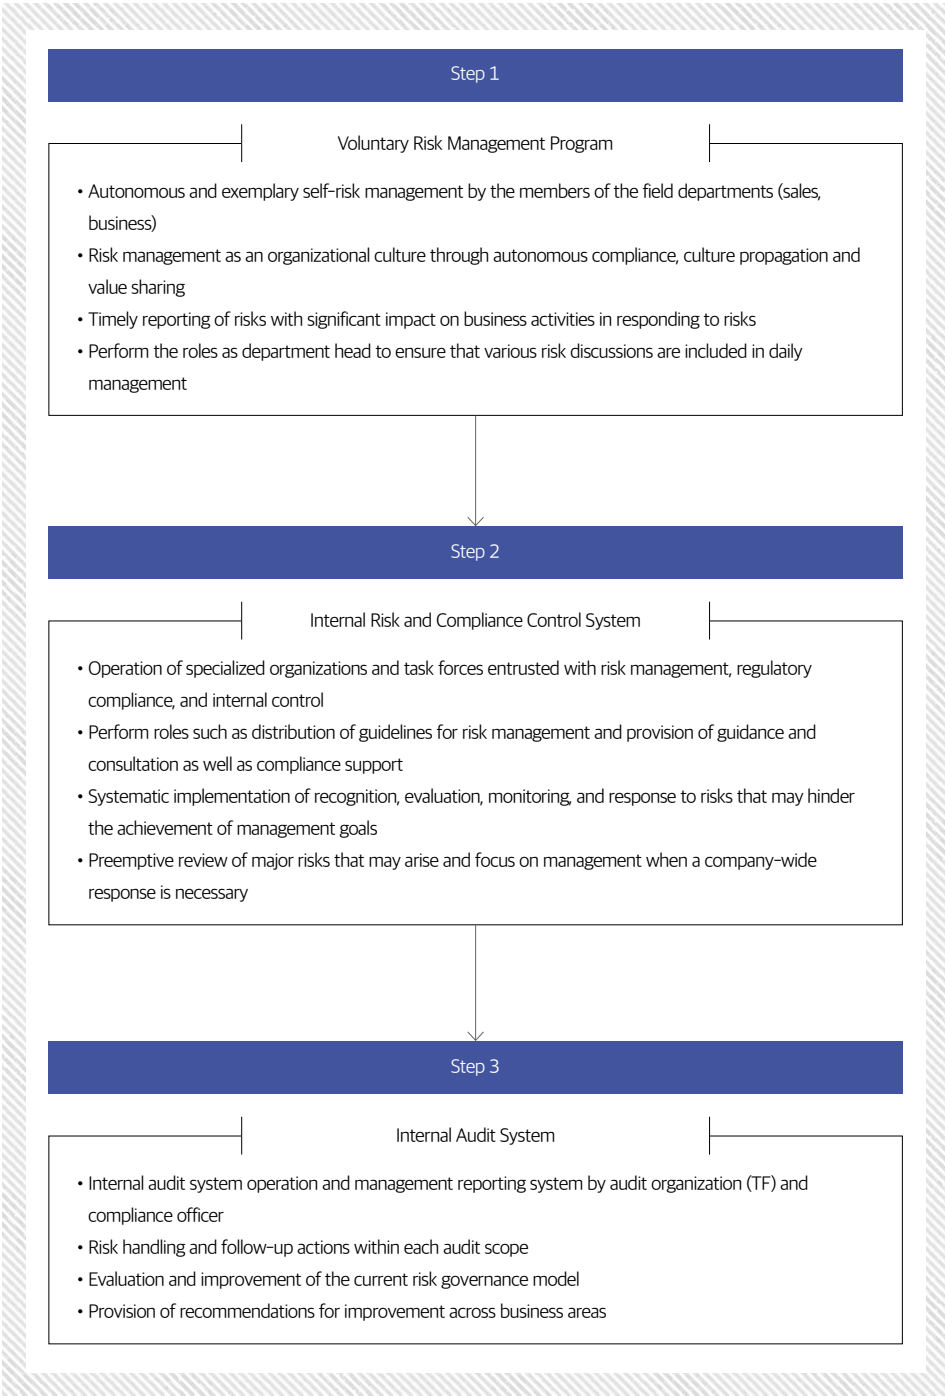 Step 1
Voluntary Risk Management Program
• Autonomous and exemplary self-risk management by the members of the field departments (sales,
business)
• Risk management as an organizational culture through autonomous compliance, culture propagation and
value sharing
• Timely reporting of risks with significant impact on business activities in responding to risks
• Perform the roles as department head to ensure that various risk discussions are included in daily
management
Step 2
Internal Risk and Compliance Control System
• Operation of specialized organizations and task forces entrusted with risk management, regulatory
compliance, and internal control
• Perform roles such as distribution of guidelines for risk management and provision of guidance and
consultation as well as compliance support
• Systematic implementation of recognition, evaluation, monitoring, and response to risks that may hinder
the achievement of management goals
• Preemptive review of major risks that may arise and focus on management when a company-wide
response is necessary
Step 3
Internal Audit System
• Internal audit system operation and management reporting system by audit organization (TF) and
compliance officer
• Risk handling and follow-up actions within each audit scope
• Evaluation and improvement of the current risk governance model
• Provision of recommendations for improvement across business areas